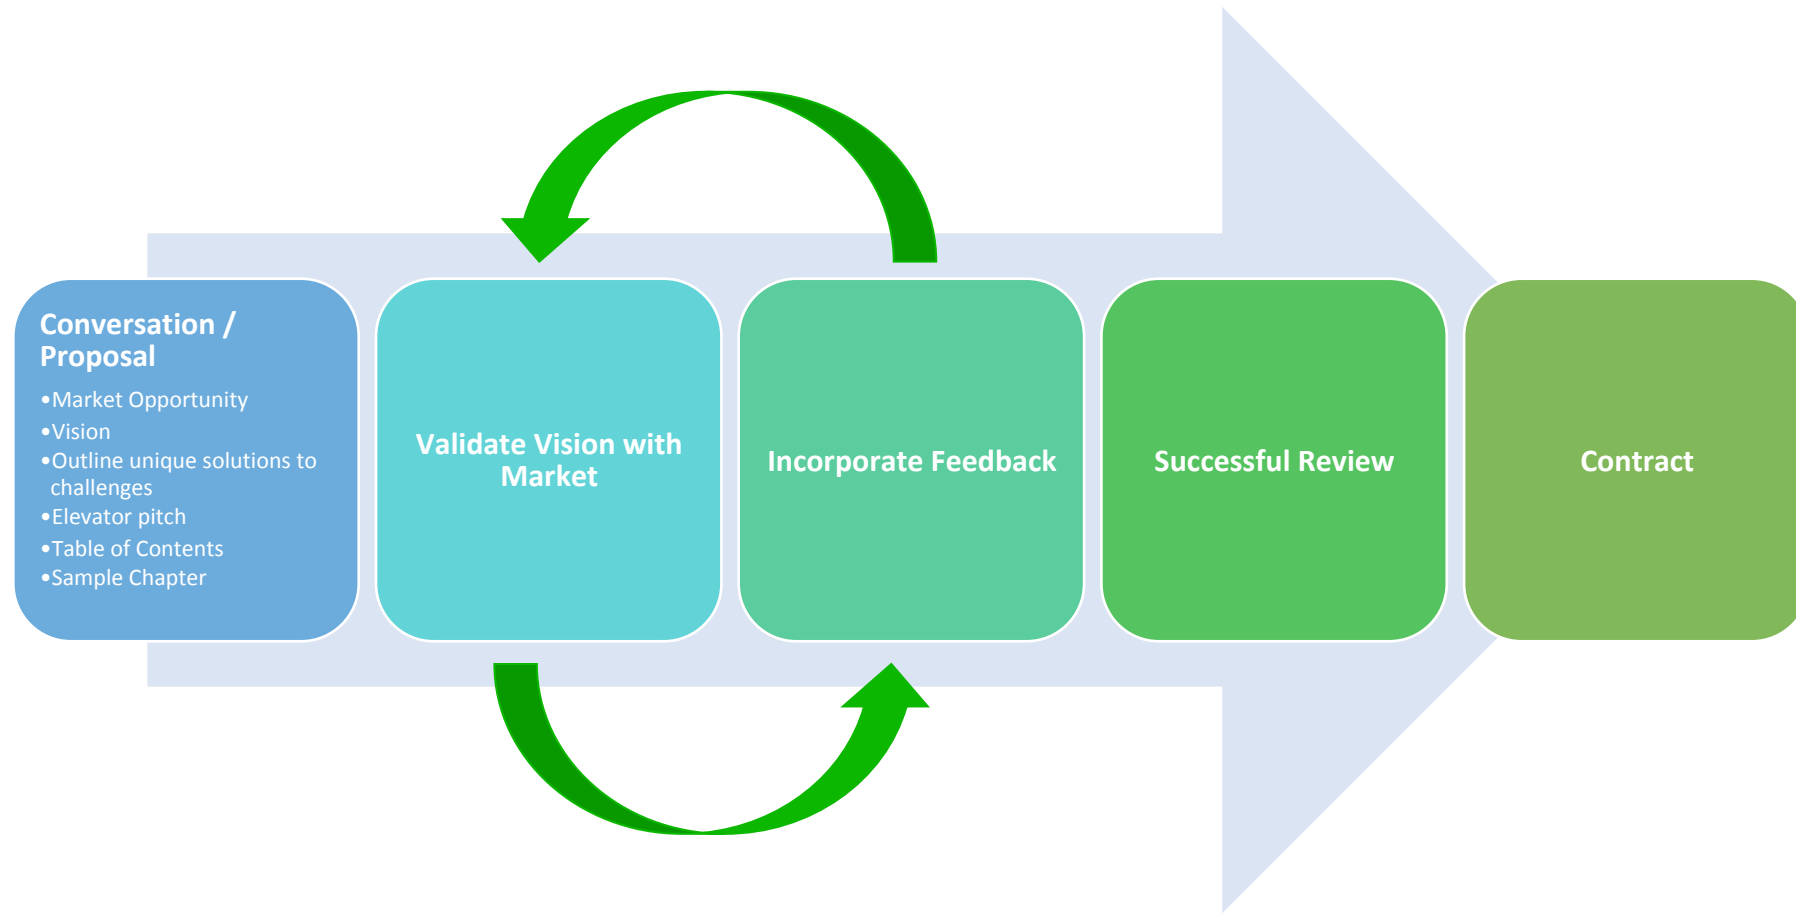 Conversation /
Proposal
•Market Opportunity
•Vision
•Outline unique solutions to
challenges
•Elevator pitch
•Table of Contents
•Sample Chapter
Validate Vision with
Market
Incorporate Feedback
Successful Review
Contract